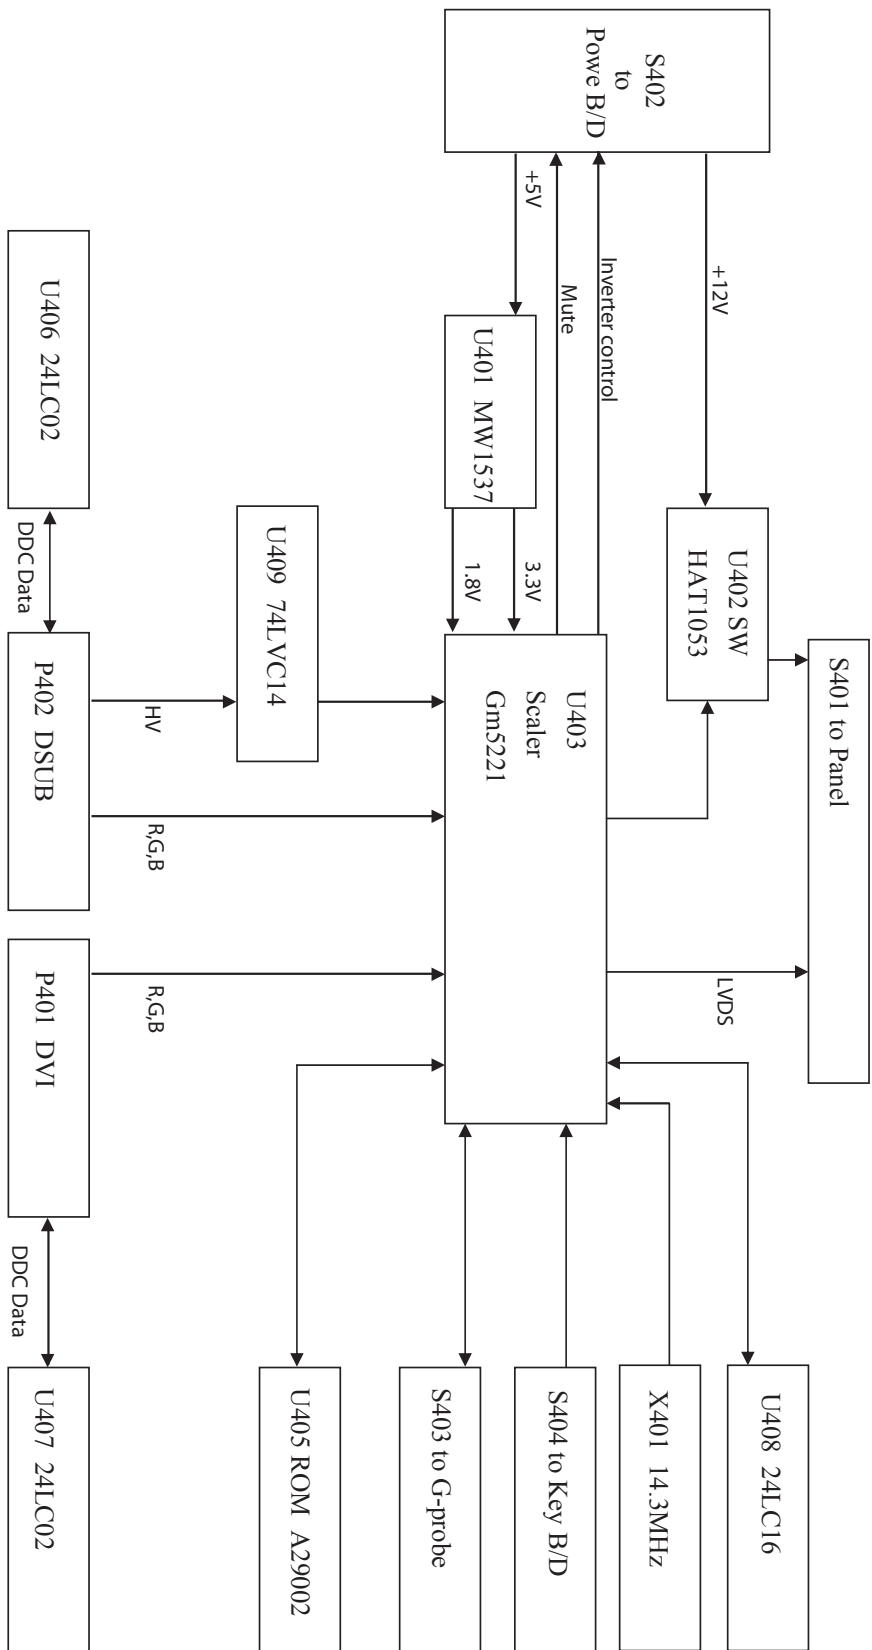 S401 to Panel
U408  24LC16
X401  14.3MHz
S404 to Key B/D
S403 to G-probe
U405 ROM  A29002
U407  24LC02
LVDS
U402 SW
HAT1053
+12V
S402
to
Powe B/D
Inverter control
Mute
+5V
U401  MW1537
3.3V
1.8V
U403
Scaler
Gm5221
U409  74LVC14
HV
R,G,B
R,G,B
U406  24LC02
DDC Data
P402  DSUB
P401  DVI
DDC Data